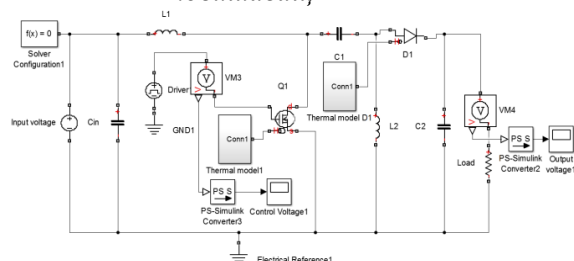 L1
f(x) = 0
Solver
Configuration1
C1
D1
V
VM3
Driver
Q1
Conn1
Thermal model D1
V
VM4
Input voltage
Cin
GND1
Conn1
Thermal model1
L2
C2
Load
PS S
PS-Simulink
Converter2
Output
voltage1
PS S
PS-Simulink
Converter3
Control Voltage1
Electrical Reference1